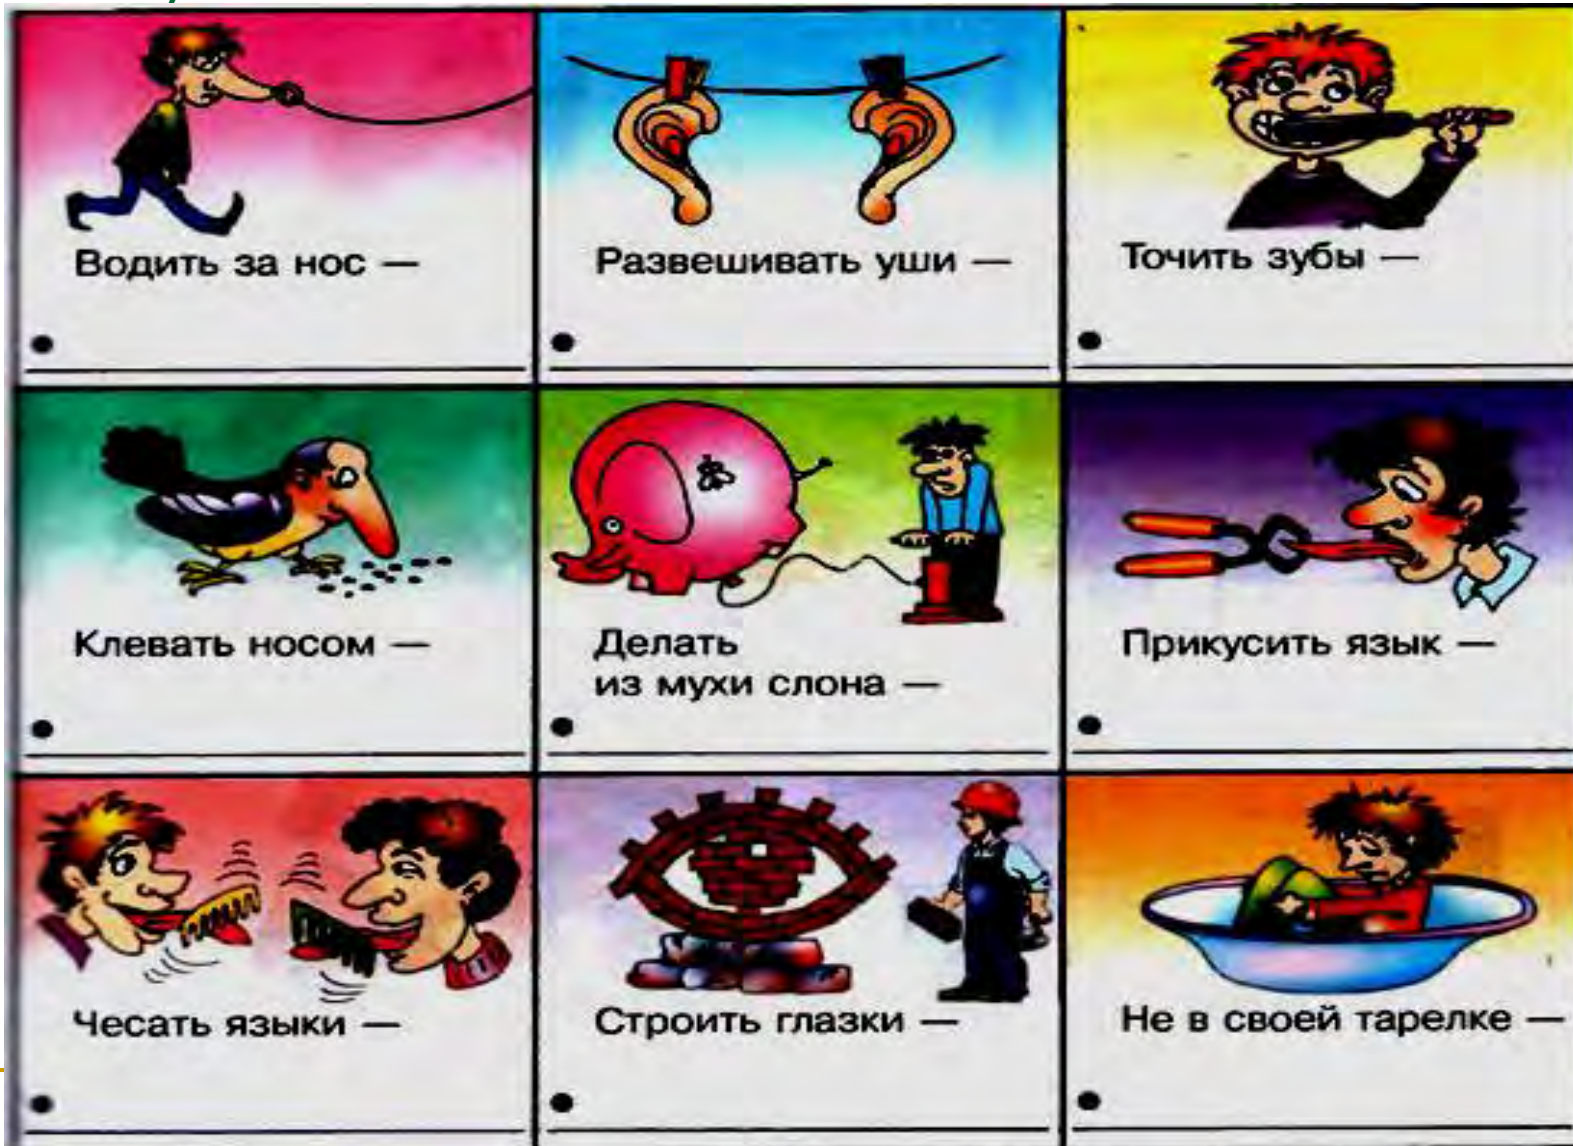 Водить за нос —
Развешивать уши —
Точить зубы —
Клевать носом —
Делать
из мухи слона —
Прикусить язык —
Чесать языки —
Строить глазки —
Не в своей тарелке —